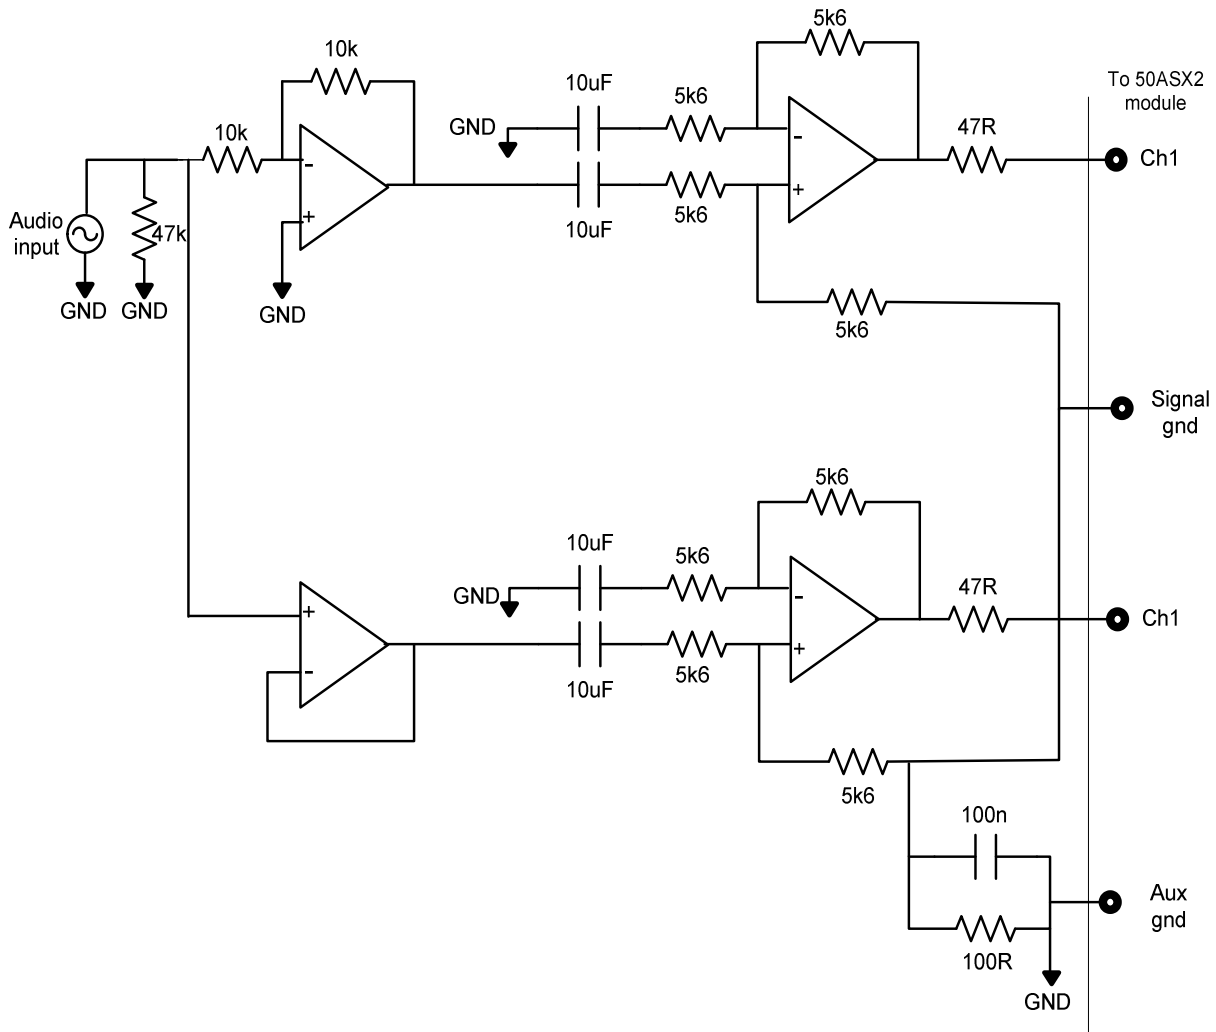 5k6
10k
To 50ASX2
module
10uF
5k6
GND
10k
47R
-
-
Ch1
+
5k6
Audio
input
47k
+
10uF
GND
GND
GND
5k6
Signal
gnd
5k6
10uF
5k6
GND
47R
+
-
Ch1
-
+
5k6
10uF
5k6
100n
Aux
gnd
100R
GND